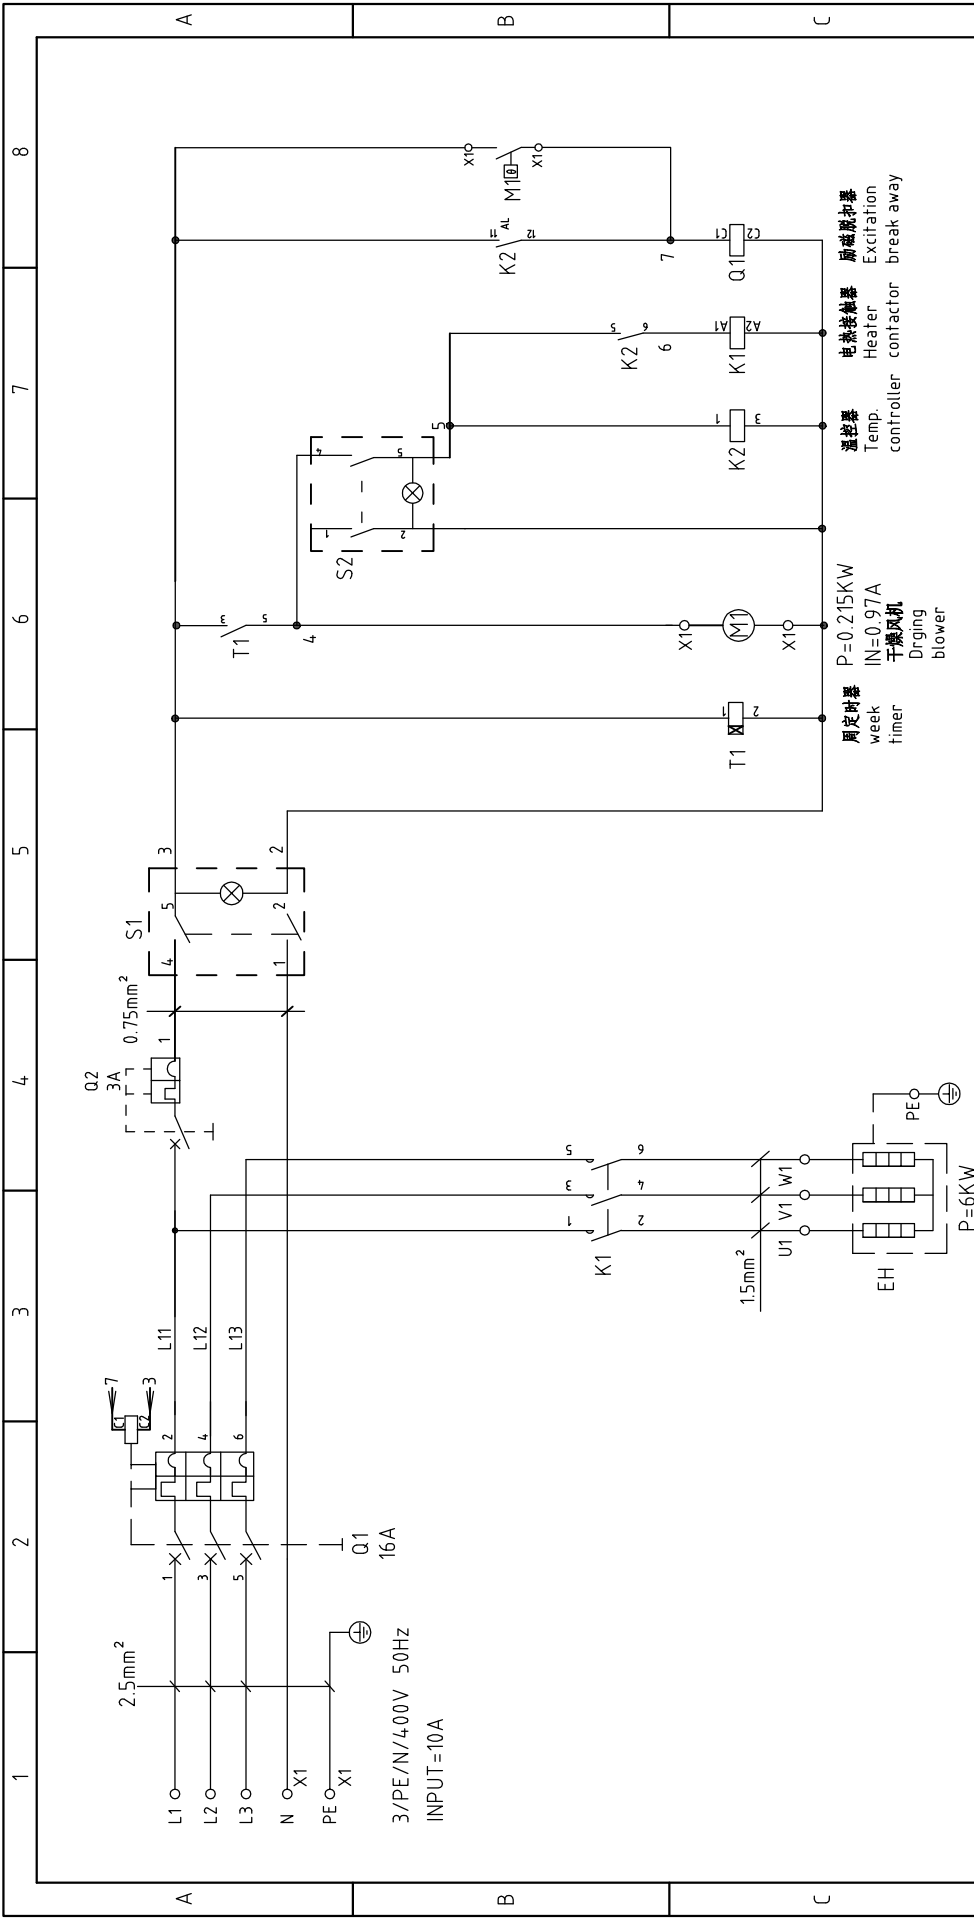 1
2
3
4
5
6
7
8
A
B
C
A
B
C
2.5mm²
L1
L2
L3
N
X1
PE
X1
3/PE/N/400V 50Hz
INPUT=10A
1
3
5
2
4
6
Q1
16A
C1
C2
7
3
L11
L12
L13
Q2
3A
1
0.75mm²
S1
4
5
1
2
3
2
K1
1
3
5
2
4
6
1.5mm²
U1
V1
W1
EH
P=6KW
PE
T1
1
2
周定时器
week
timer
T1
3
5
4
X1
M1
X1
P=0.215KW
IN=0.97A
干燥风机
Drging
blower
S2
1
2
4
5
5
K2
1
3
温控器
Temp.
controller
K2
5
6
6
K1
A1
A2
电热接触器
Heater
contactor
K2
11
AL
12
7
Q1
C1
C2
励磁脱扣器
Excitation
break away
X1
M1
θ
X1